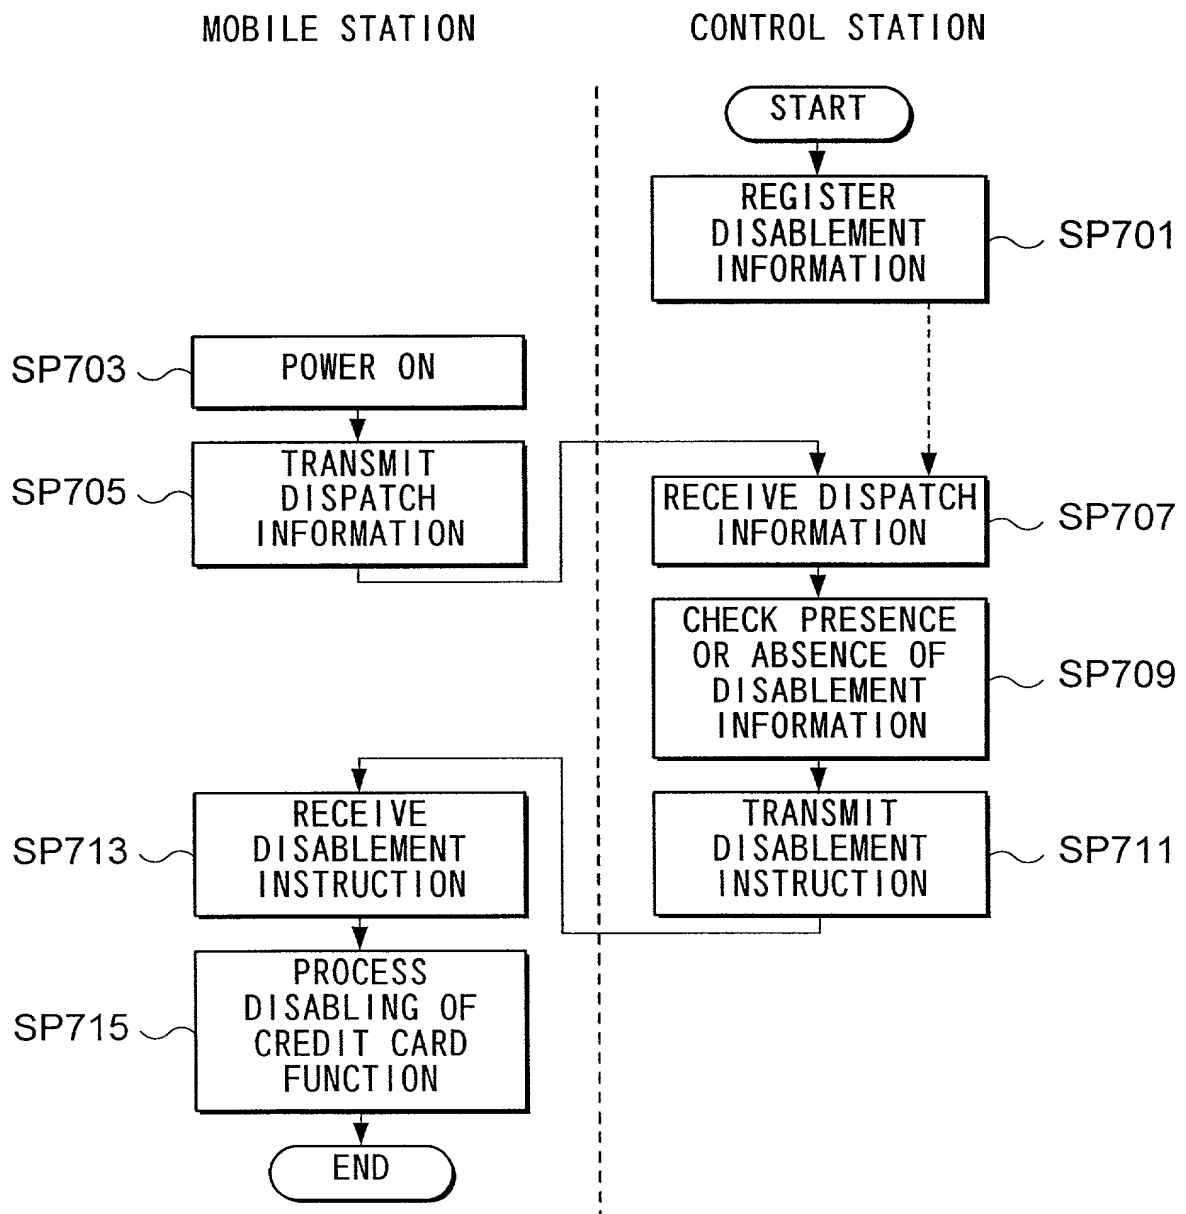 MOBILE STATION
CONTROL STATION
START
REGISTER
DISABLEMENT
INFORMATION
SP701
SP703
POWER ON
SP705
TRANSMIT
DISPATCH
INFORMATION
RECEIVE DISPATCH
INFORMATION
SP707
CHECK PRESENCE
OR ABSENCE OF
DISABLEMENT
INFORMATION
SP709
TRANSMIT
DISABLEMENT
INSTRUCTION
SP711
SP713
RECEIVE
DISABLEMENT
INSTRUCTION
SP715
PROCESS
DISABLING OF
CREDIT CARD
FUNCTION
END